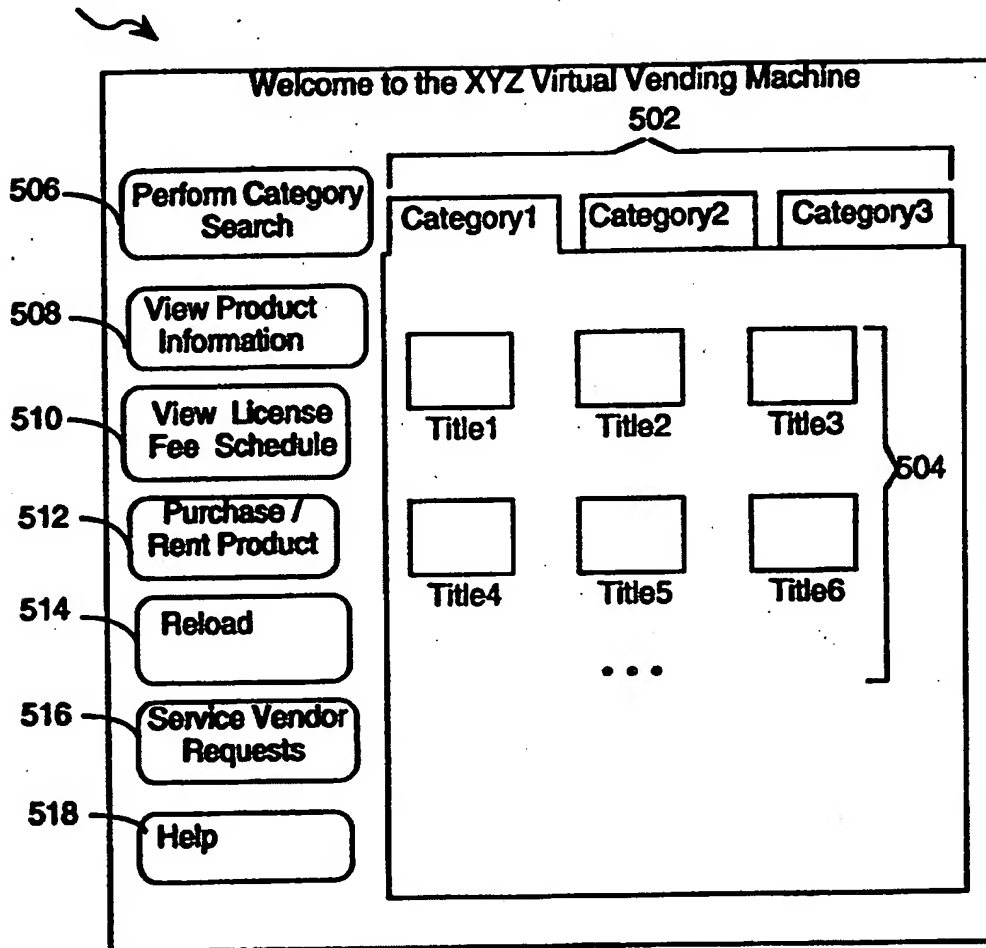 Welcome to the XYZ Virtual Vending Machine
502
506
Perform Category
Search
Category1
Category2
Category3
508
View Product
Information
510
View License
Fee Schedule
Title1
Title2
Title3
504
512
Purchase /
Rent Product
Title4
Title5
Title6
514
Reload
• • •
516
Service Vendor
Requests
518
Help